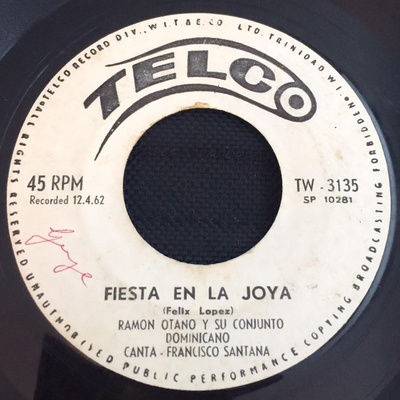 ALL RIGHTS RESERVED UNAUTHORISED PUBLIC PERFORMANCE COPYING BROADCASTING FORBIDDEN
TELCO RECORD DIV., W.I.T. & E. CO LTD. TRINIDAD W.I.
TELCO
45 RPM
Recorded 12.4.62
TW - 3135
SP 10281
FIESTA EN LA JOYA
(Felix Lopez)
RAMON OTANO Y SU CONJUNTO
DOMINICANO
CANTA - FRANCISCO SANTANA